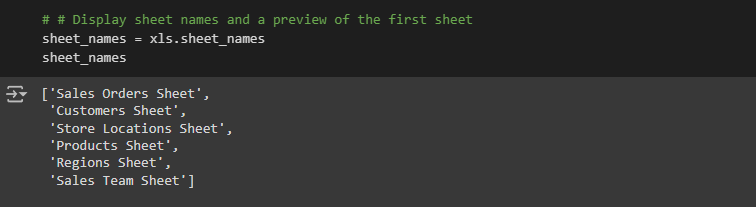 # # Display sheet names and a preview of the first sheet
sheet_names = xls.sheet_names
sheet_names
['Sales Orders Sheet',
'Customers Sheet',
'Store Locations Sheet',
'Products Sheet',
'Regions Sheet',
'Sales Team Sheet']